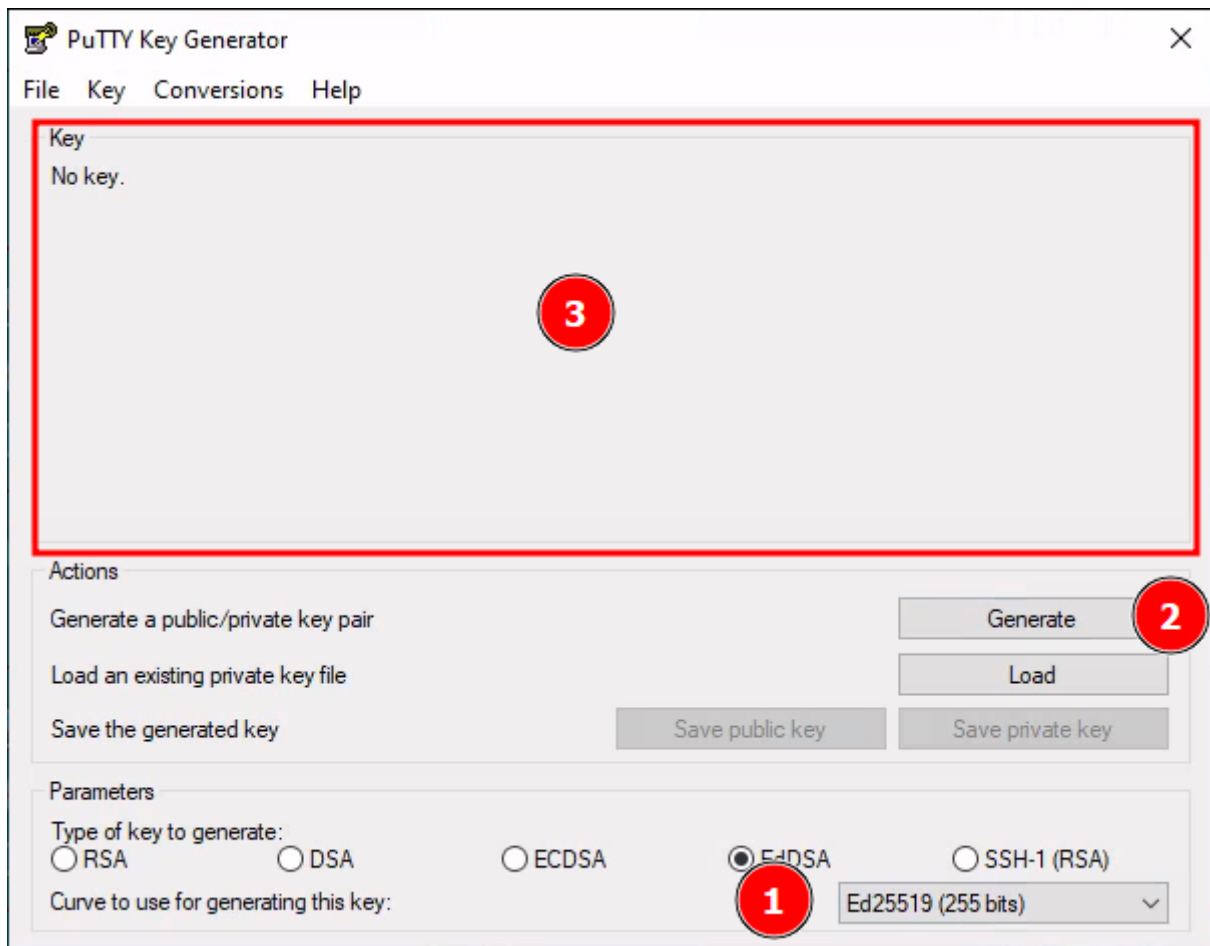 PuTTY Key Generator
File Key Conversions Help
Key
No key.
3
Actions
Generate a public/private key pair
Generate
2
Load an existing private key file
Load
Save the generated key
Save public key
Save private key
Parameters
Type of key to generate:
RSA DSA ECDSA EdDSA SSH-1 (RSA)
Curve to use for generating this key:
1
Ed25519 (255 bits)